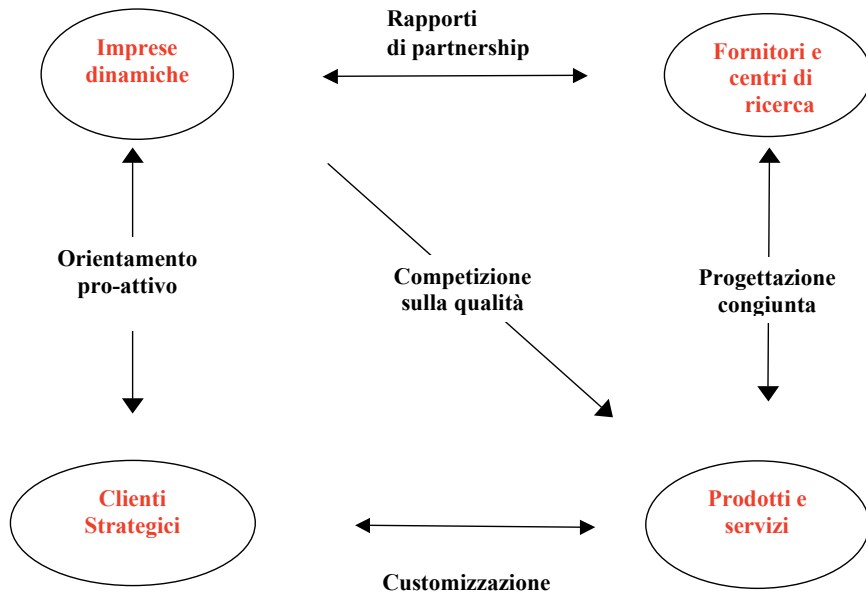 Imprese
dinamiche
Rapporti
di partnership
Fornitori e
centri di
ricerca
Orientamento
pro-attivo
Competizione
sulla qualità
Progettazione
congiunta
Clienti
Strategici
Prodotti e
servizi
Customizzazione